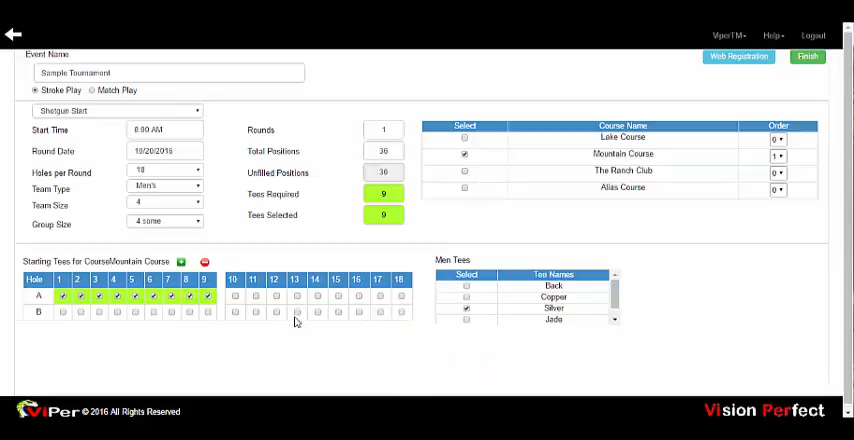 ViperTM Help Logout
Event Name
Web Registration Finish
Sample Tournament
Stroke Play Match Play
Shotgun Start
Start Time 8:00 AM
Round Date 10/20/2016
Holes per Round 18
Team Type Men's
Team Size 4
Group Size 4 some
Rounds 1
Total Positions 36
Unfilled Positions 36
Tees Required 9
Tees Selected 9
Select Course Name Order
Lake Course 0
Mountain Course 1
The Ranch Club 0
Alias Course 0
Starting Tees for CourseMountain Course
Hole 1 2 3 4 5 6 7 8 9 10 11 12 13 14 15 16 17 18
A
B
Men Tees
Select Tee Names
Back
Copper
Silver
Jade
ViPer © 2016 All Rights Reserved
Vision Perfect